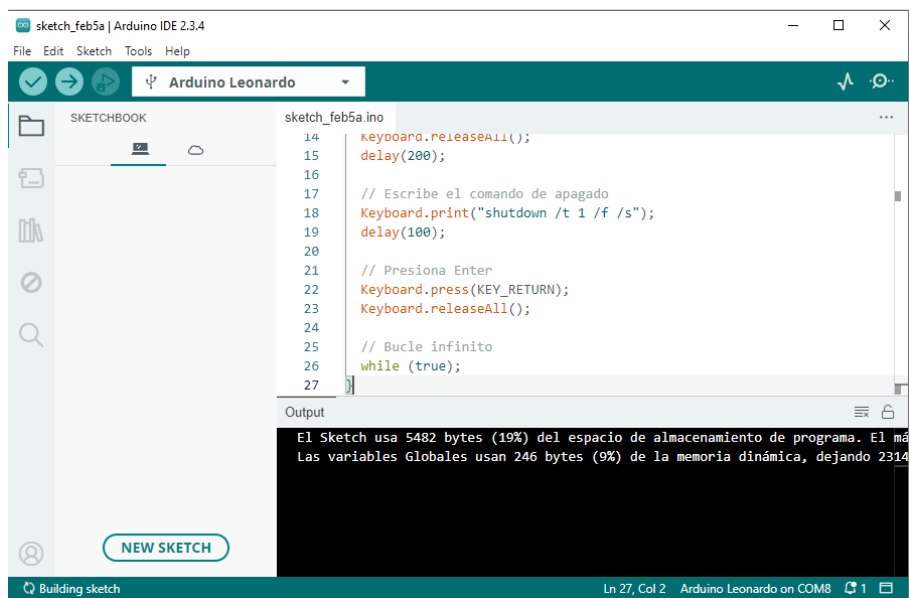 sketch_feb5a | Arduino IDE 2.3.4
File Edit Sketch Tools Help
Arduino Leonardo
SKETCHBOOK
sketch_feb5a.ino
14 Keyboard.releaseAll();
15 delay(200);
16
17 // Escribe el comando de apagado
18 Keyboard.print("shutdown /t 1 /f /s");
19 delay(100);
20
21 // Presiona Enter
22 Keyboard.press(KEY_RETURN);
23 Keyboard.releaseAll();
24
25 // Bucle infinito
26 while (true);
27 }
Output
El Sketch usa 5482 bytes (19%) del espacio de almacenamiento de programa. El má
Las variables Globales usan 246 bytes (9%) de la memoria dinámica, dejando 2314
NEW SKETCH
Building sketch
Ln 27, Col 2 Arduino Leonardo on COM8 1